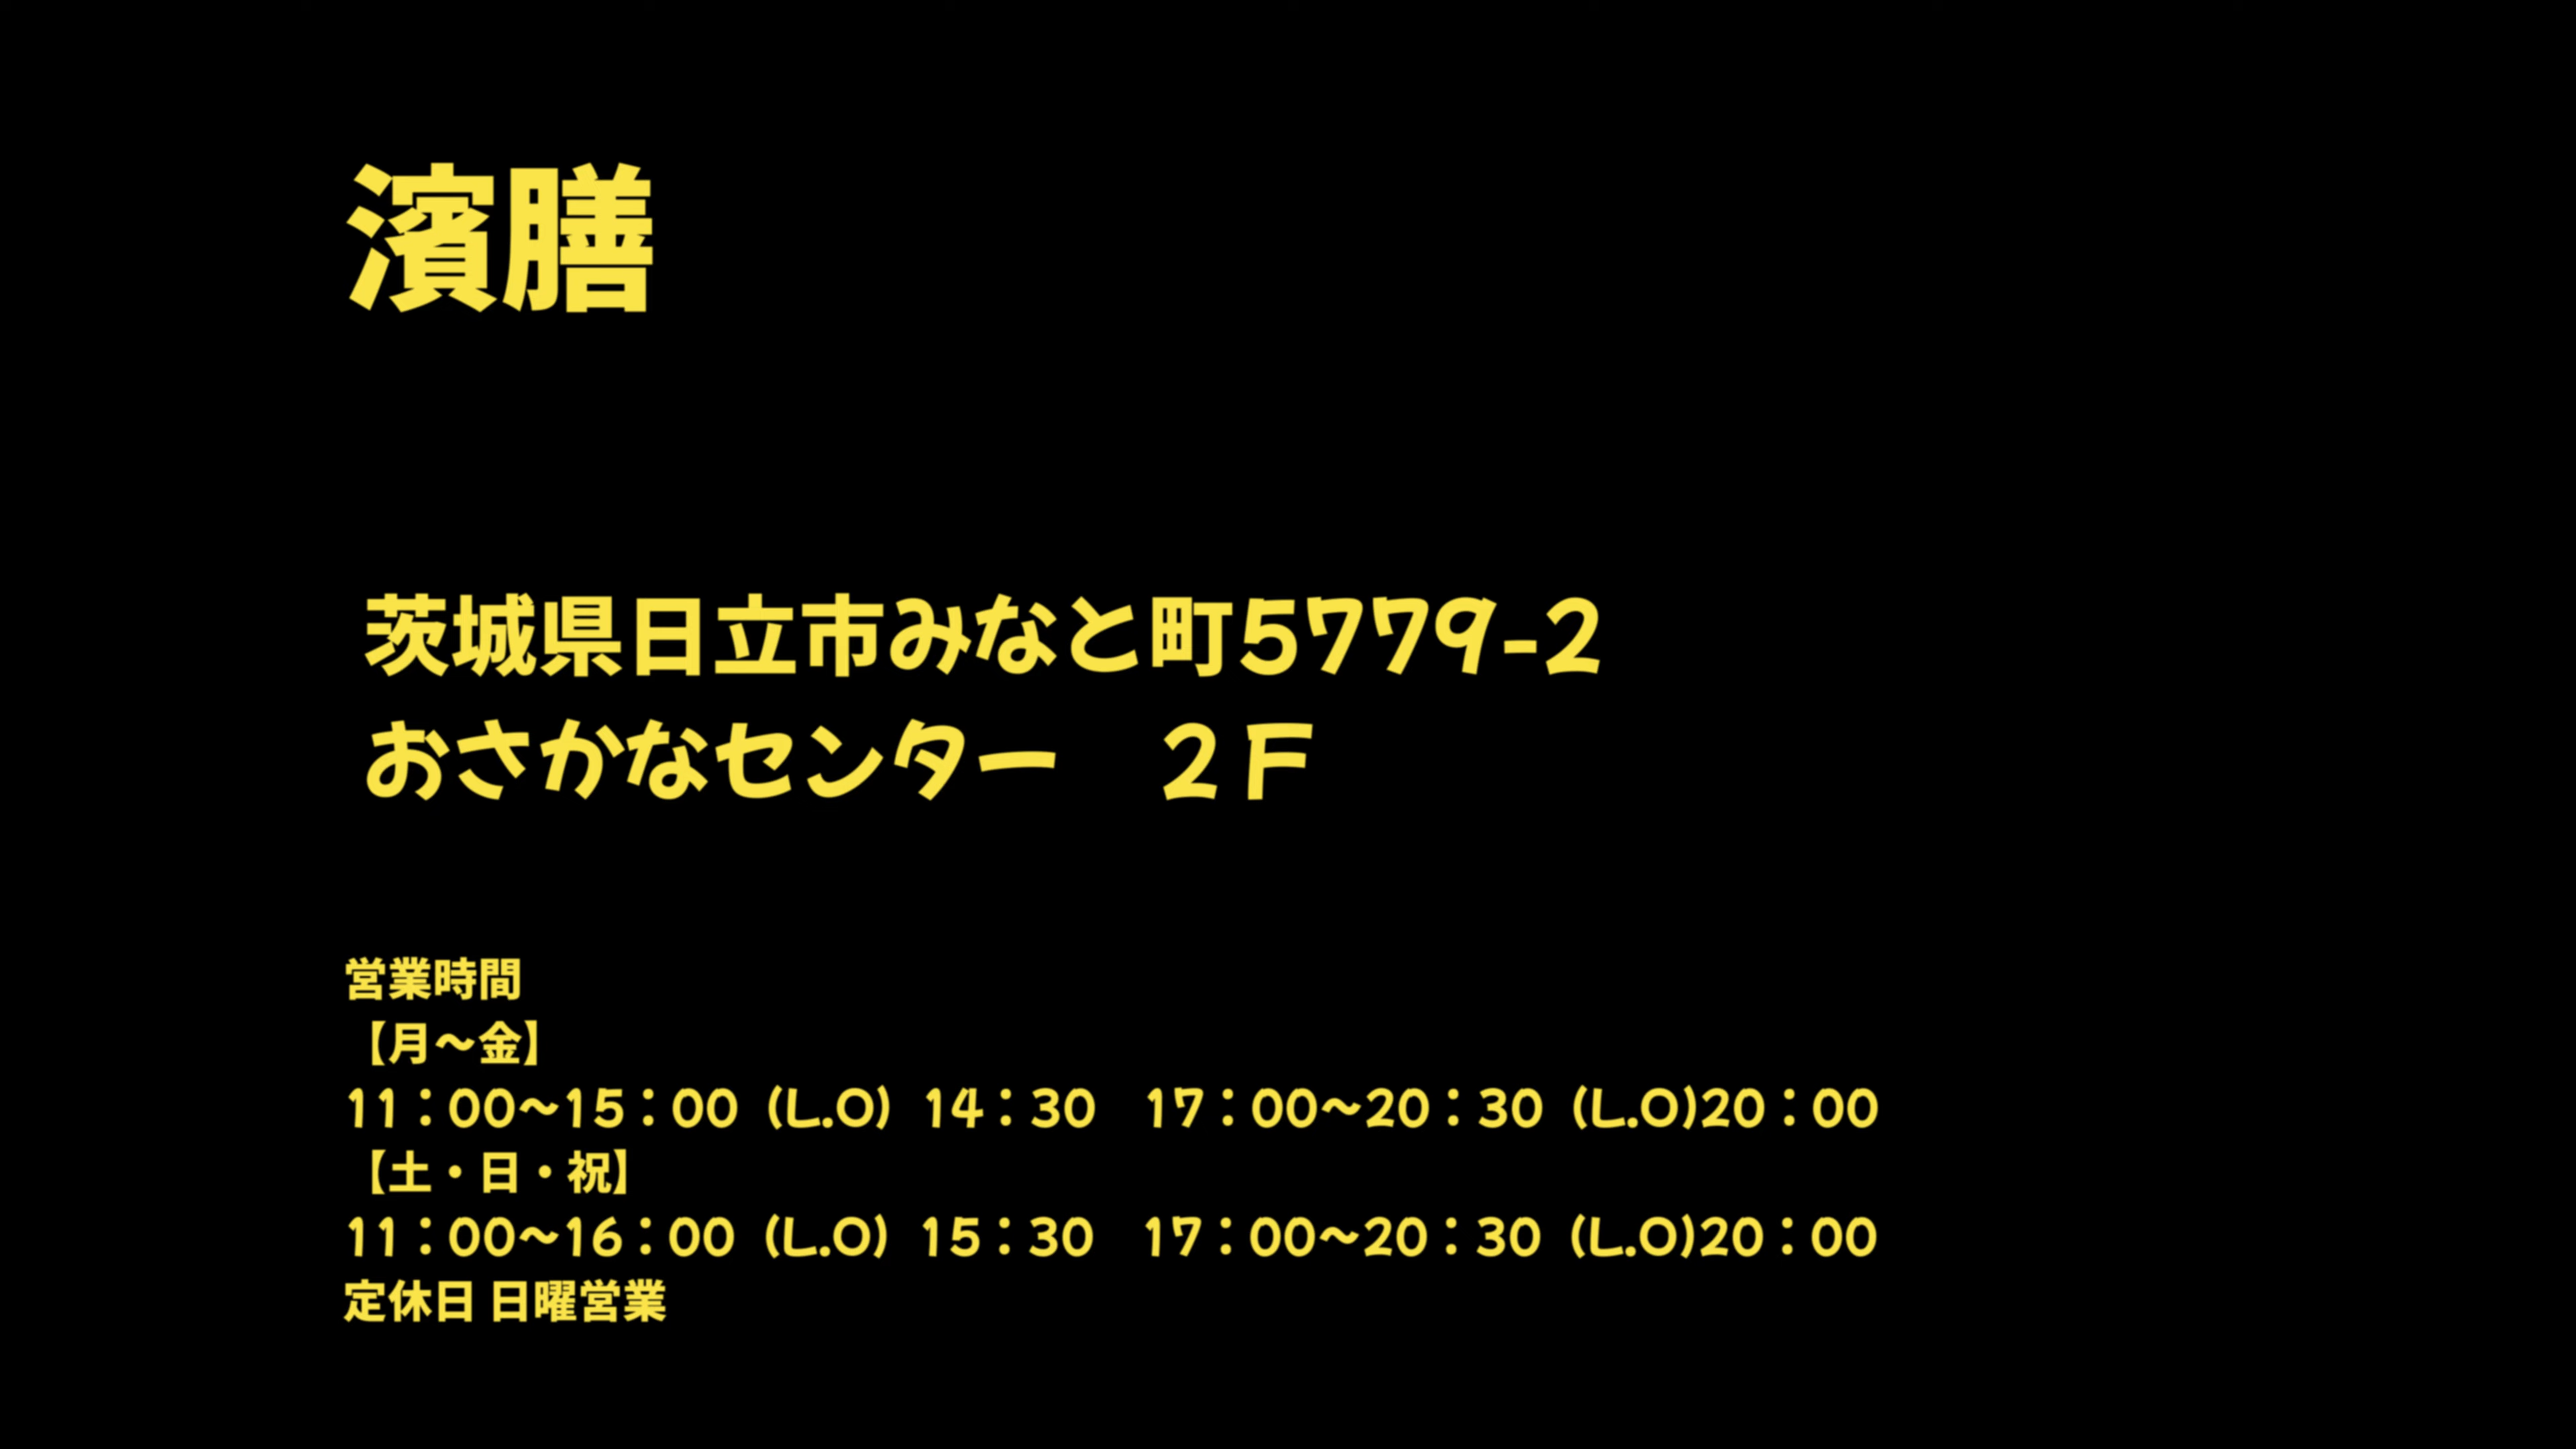 濱膳
茨城県日立市みなと町5779-2
おさかなセンター　２Ｆ
営業時間
【月～金】
11：00～15：00（L.O）14：30　17：00～20：30（L.O)20：00
【土・日・祝】
11：00～16：00（L.O）15：30　17：00～20：30（L.O)20：00
定休日 日曜営業